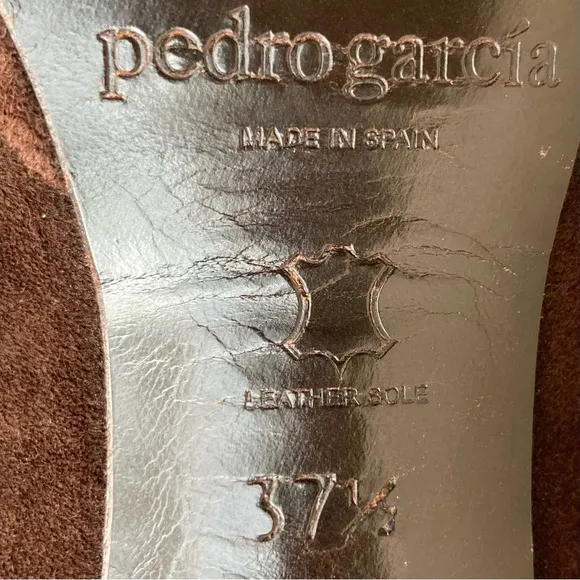 pedro garcía
MADE IN SPAIN
LEATHER SOLE
37½